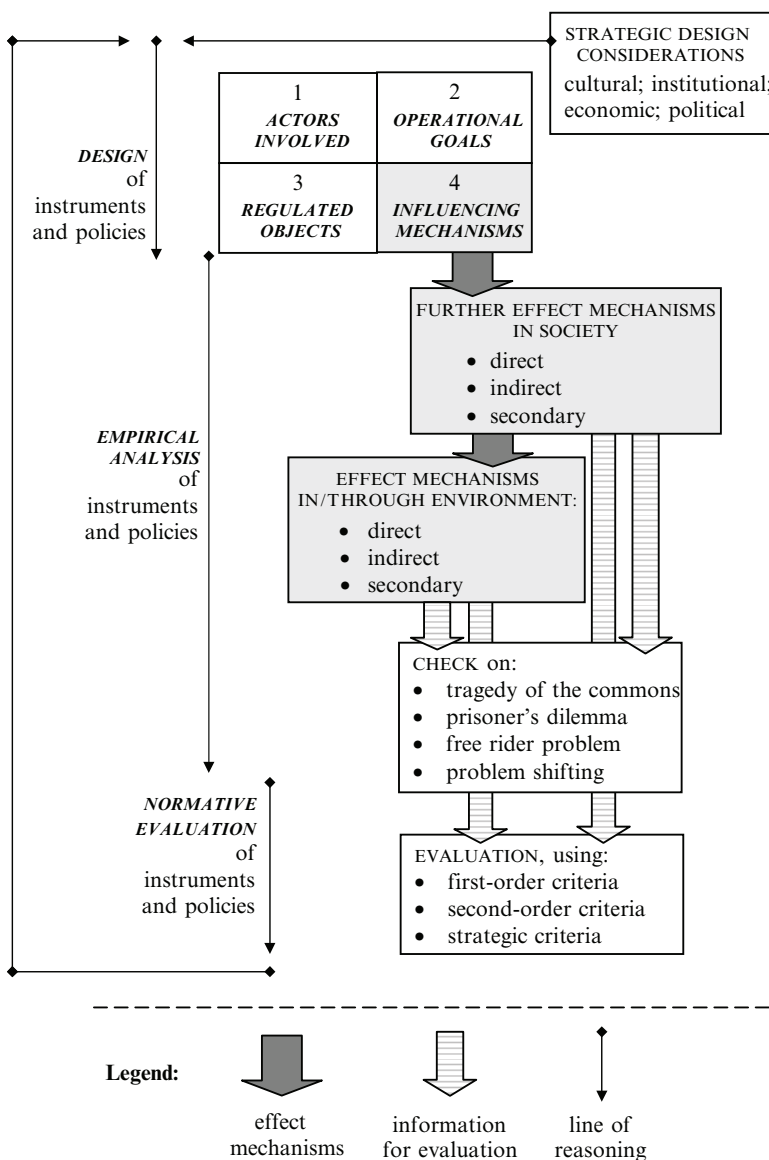 STRATEGIC DESIGN
CONSIDERATIONS
cultural; institutional;
economic; political
1
ACTORS
INVOLVED
2
OPERATIONAL
GOALS
3
REGULATED
OBJECTS
4
INFLUENCING
MECHANISMS
DESIGN
of
instruments
and policies
FURTHER EFFECT MECHANISMS
IN SOCIETY
• direct
• indirect
• secondary
EMPIRICAL
ANALYSIS
of
instruments
and policies
EFFECT MECHANISMS
IN/THROUGH ENVIRONMENT:
• direct
• indirect
• secondary
CHECK on:
• tragedy of the commons
• prisoner's dilemma
• free rider problem
• problem shifting
NORMATIVE
EVALUATION
of
instruments
and policies
EVALUATION, using:
• first-order criteria
• second-order criteria
• strategic criteria
Legend:
effect
mechanisms
information
for evaluation
line of
reasoning